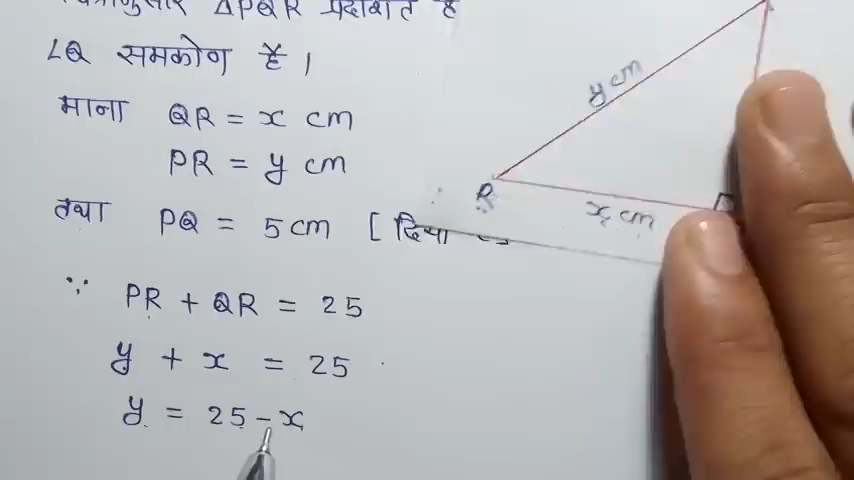 ΔPQR प्रदर्शित है
∠Q समकोण है ।
माना QR = x cm
PR = y cm
तथा PQ = 5 cm [ दिया
∵ PR + QR = 25
y + x = 25
y = 25 - x
y cm
R
x cm